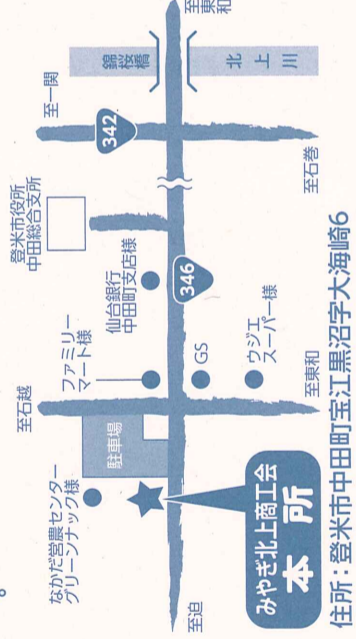 至東和
錦桜橋
北上川
至一関
342
至石巻
登米市役所
中田総合支所
仙台銀行
中田町支店様
346
ファミリー
マート様
GS
ウジエ
スーパー様
至石越
至東和
駐車場
なかだ営農センター
グリーンナック様
みやぎ北上商工会
本所
至迫
住所：登米市中田町宝江黒沼字大海崎6